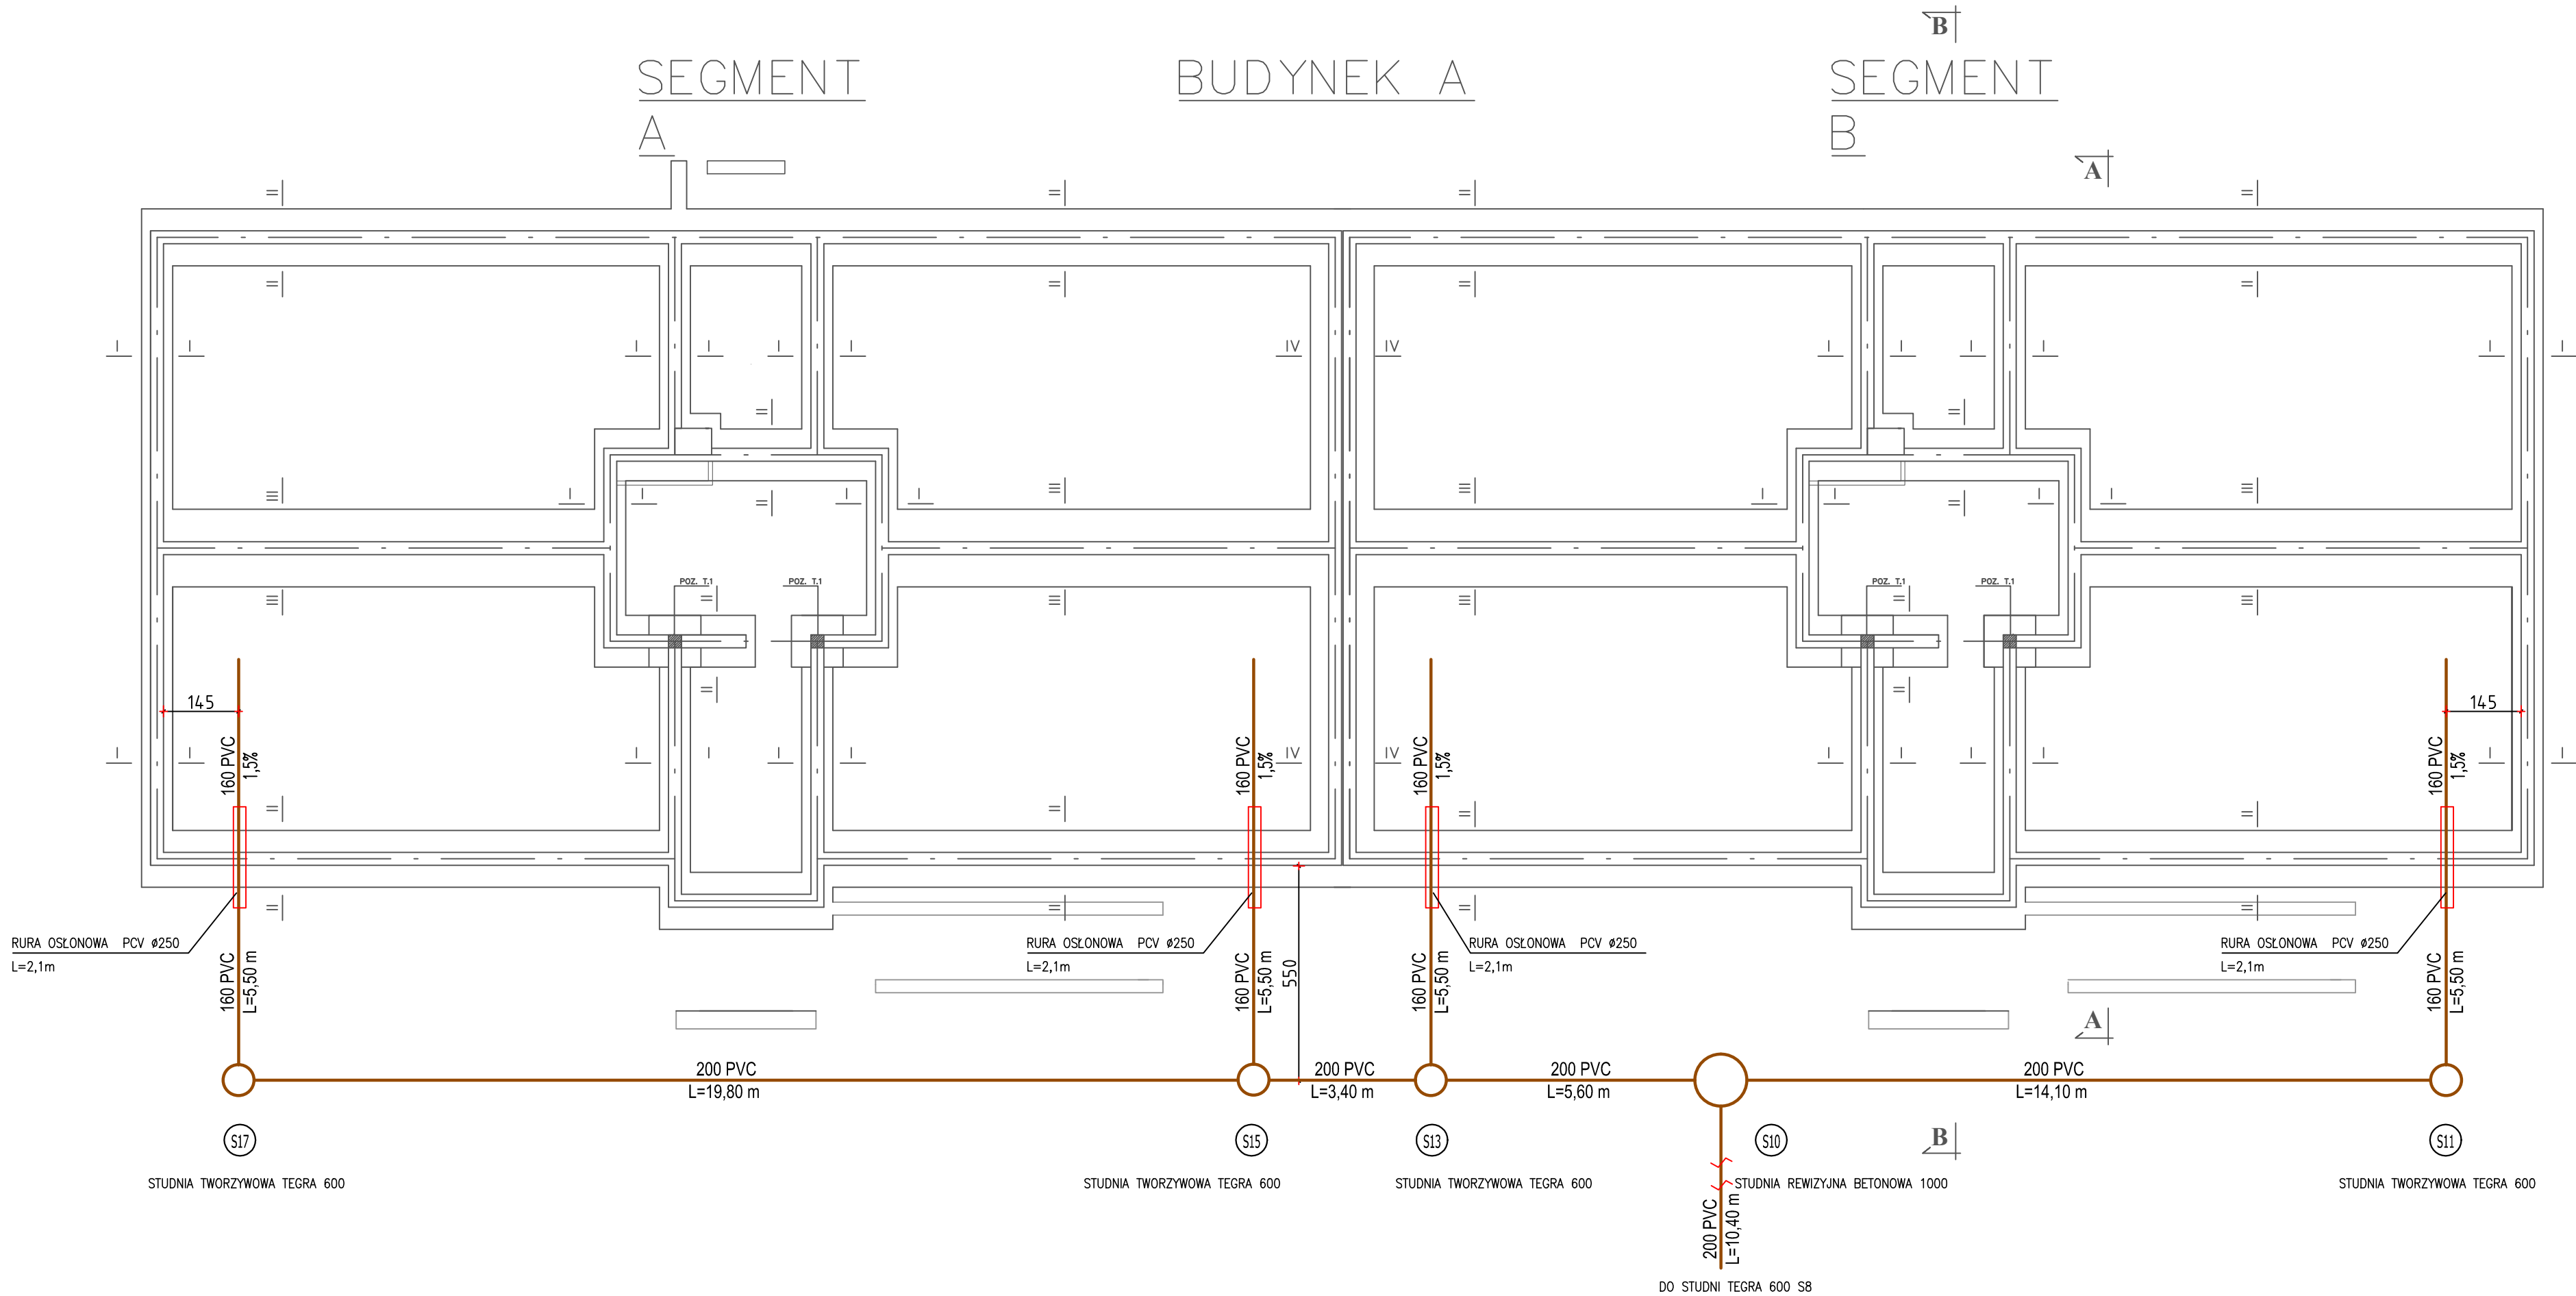 B
SEGMENT
A
BUDYNEK A
SEGMENT
B
A
I I I I I I IV IV I I I I I I
I I I I I I I I
POZ. T.1
POZ. T.1
POZ. T.1
POZ. T.1
145
145
160 PVC
1,5%
160 PVC
1,5%
160 PVC
1,5%
160 PVC
1,5%
I I I I I I IV IV I I I I I I
RURA OSŁONOWA PCV ø250
L=2,1m
RURA OSŁONOWA PCV ø250
L=2,1m
RURA OSŁONOWA PCV ø250
L=2,1m
RURA OSŁONOWA PCV ø250
L=2,1m
160 PVC
L=5,50 m
160 PVC
L=5,50 m
550
160 PVC
L=5,50 m
160 PVC
L=5,50 m
A
200 PVC
L=19,80 m
200 PVC
L=3,40 m
200 PVC
L=5,60 m
200 PVC
L=14,10 m
S17
S15
S13
S10
B
S11
STUDNIA TWORZYWOWA TEGRA 600
STUDNIA TWORZYWOWA TEGRA 600
STUDNIA TWORZYWOWA TEGRA 600
STUDNIA REWIZYJNA BETONOWA 1000
STUDNIA TWORZYWOWA TEGRA 600
200 PVC
L=10,40 m
DO STUDNI TEGRA 600 S8